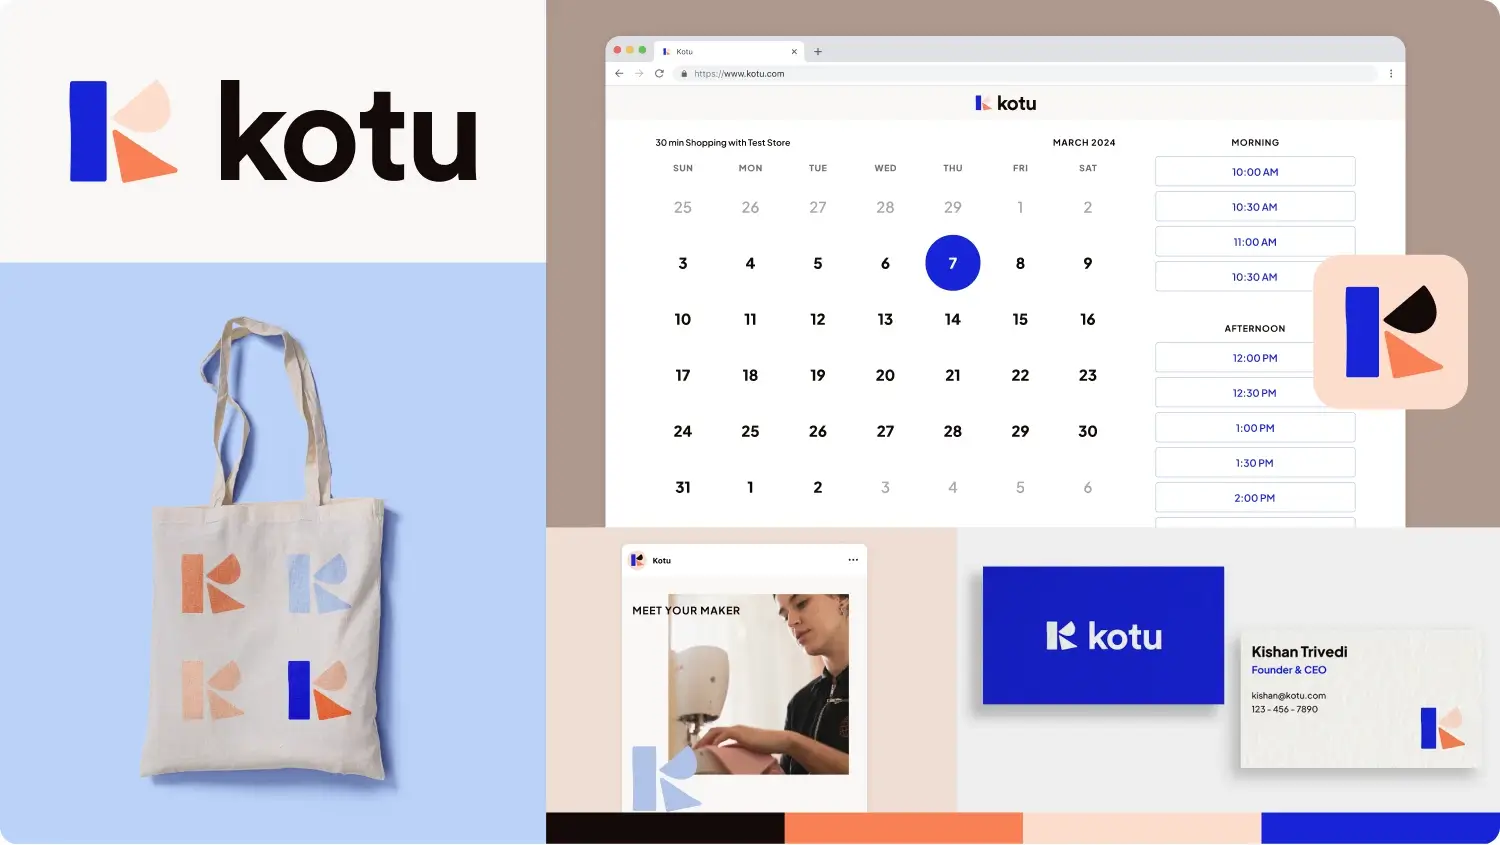 kotu
Kotu
https://www.kotu.com
kotu
30 min Shopping with Test Store
MARCH 2024
SUN MON TUE WED THU FRI SAT
25 26 27 28 29 1 2
3 4 5 6 7 8 9
10 11 12 13 14 15 16
17 18 19 20 21 22 23
24 25 26 27 28 29 30
31 1 2 3 4 5 6
MORNING
10:00 AM
10:30 AM
11:00 AM
10:30 AM
AFTERNOON
12:00 PM
12:30 PM
1:00 PM
1:30 PM
2:00 PM
Kotu
MEET YOUR MAKER
kotu
Kishan Trivedi
Founder & CEO
kishan@kotu.com
123 - 456 - 7890